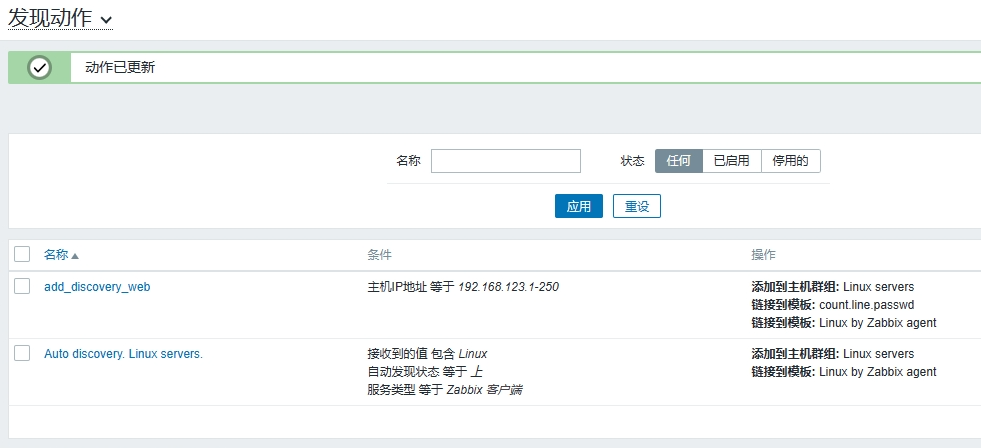 发现动作
动作已更新
名称 状态 任何 已启用 停用的
应用 重设
名称 条件 操作
add_discovery_web 主机IP地址 等于 192.168.123.1-250 添加到主机群组: Linux servers
链接到模板: count.line.passwd
链接到模板: Linux by Zabbix agent
Auto discovery. Linux servers. 接收到的值 包含 Linux 添加到主机群组: Linux servers
自动发现状态 等于 上 链接到模板: Linux by Zabbix agent
服务类型 等于 Zabbix 客户端